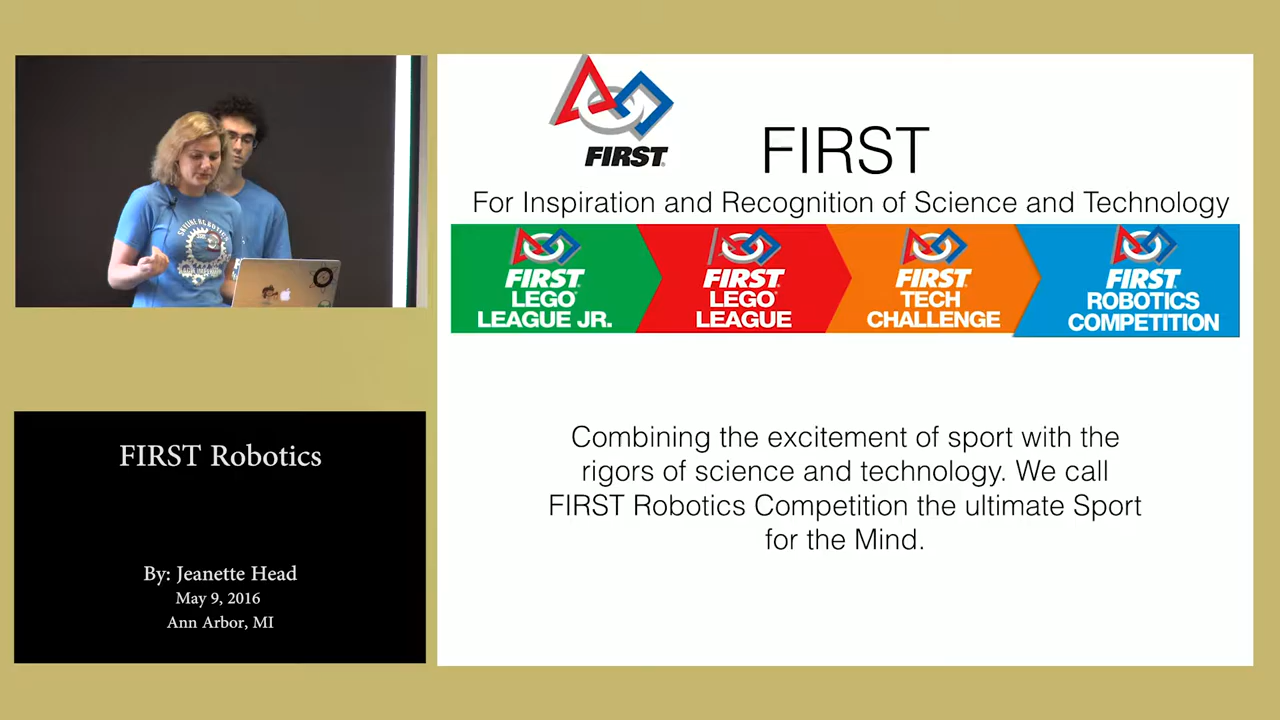 FIRST
FIRST
For Inspiration and Recognition of Science and Technology
FIRST
LEGO
LEAGUE JR.
FIRST
LEGO
LEAGUE
FIRST
TECH
CHALLENGE
FIRST
ROBOTICS
COMPETITION
Combining the excitement of sport with the
rigors of science and technology. We call
FIRST Robotics Competition the ultimate Sport
for the Mind.
FIRST Robotics
By: Jeanette Head
May 9, 2016
Ann Arbor, MI